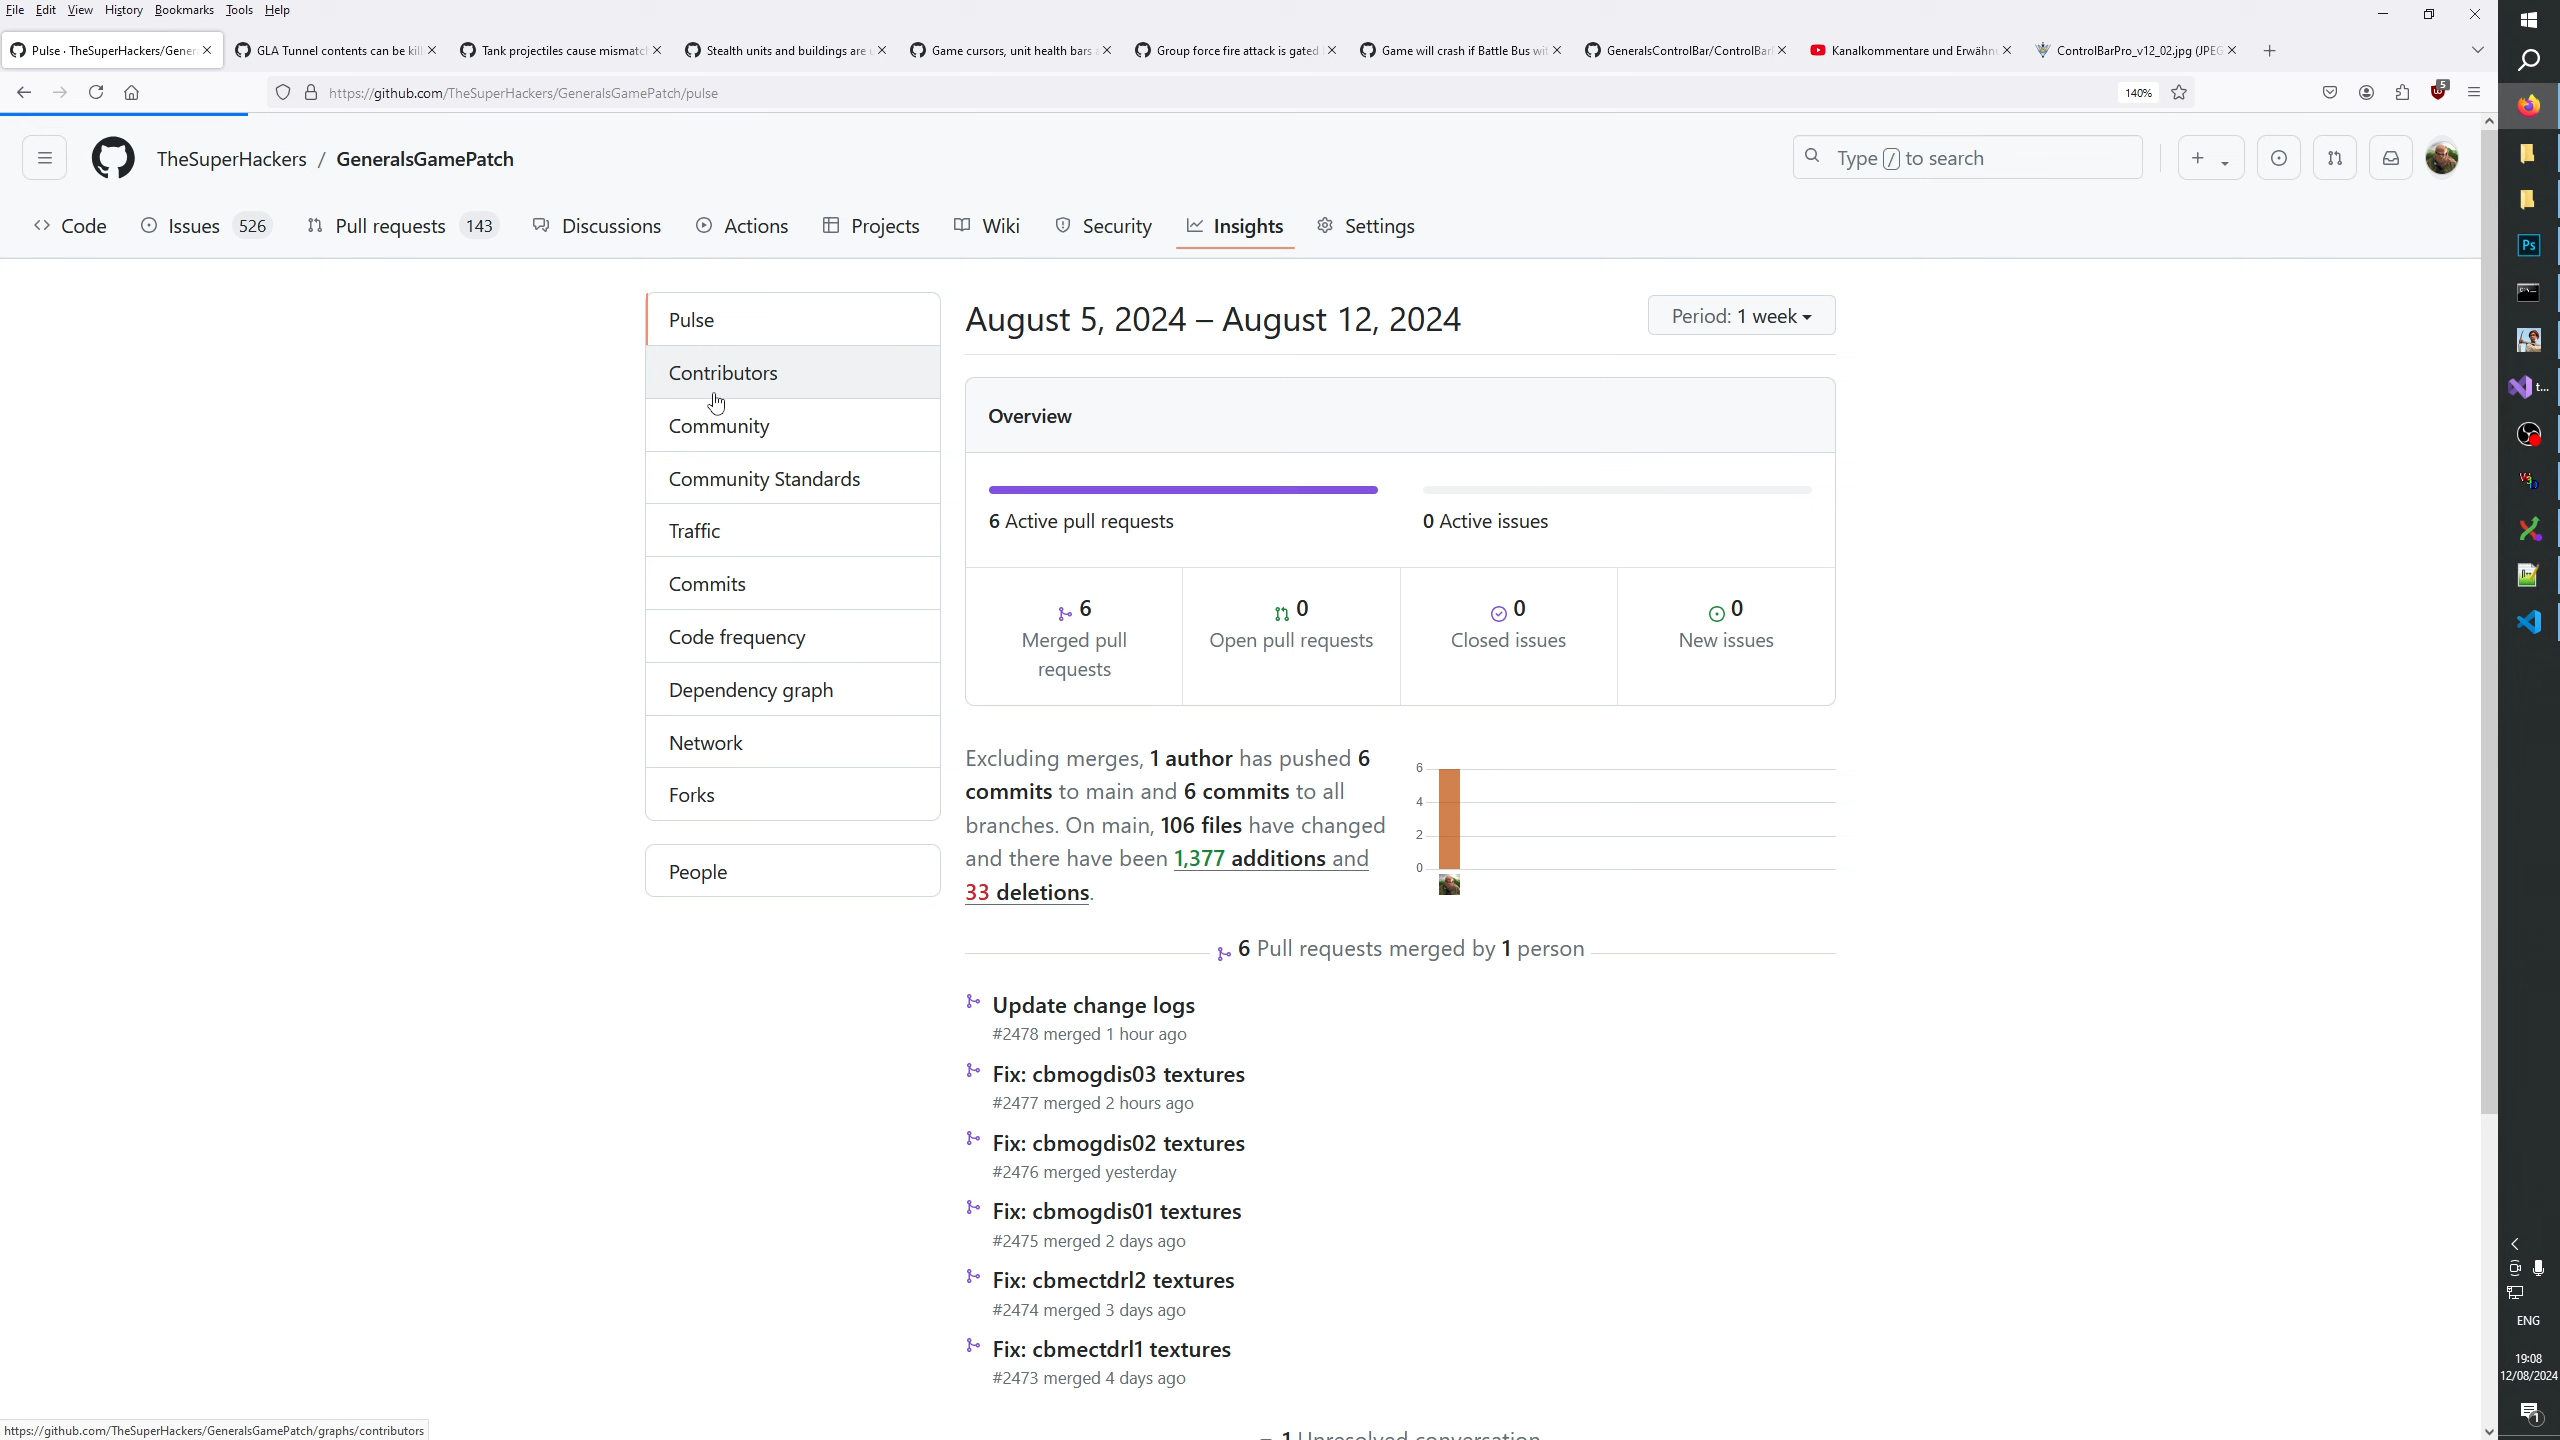 File Edit View History Bookmarks Tools Help
Pulse · TheSuperHackers/Gener
GLA Tunnel contents can be kil
Tank projectiles cause mismatc
Stealth units and buildings are
Game cursors, unit health bars
Group force fire attack is gated
Game will crash if Battle Bus wi
GeneralsControlBar/ControlBar
Kanalkommentare und Erwähn
ControlBarPro_v12_02.jpg (JPEG
https://github.com/TheSuperHackers/GeneralsGamePatch/pulse
140%
5
TheSuperHackers / GeneralsGamePatch
Type / to search
Code
Issues 526
Pull requests 143
Discussions
Actions
Projects
Wiki
Security
Insights
Settings
Pulse
Contributors
Community
Community Standards
Traffic
Commits
Code frequency
Dependency graph
Network
Forks
People
August 5, 2024 – August 12, 2024
Period: 1 week
Overview
6 Active pull requests
0 Active issues
6
Merged pull
requests
0
Open pull requests
0
Closed issues
0
New issues
Excluding merges, 1 author has pushed 6
commits to main and 6 commits to all
branches. On main, 106 files have changed
and there have been 1,377 additions and
33 deletions.
6
4
2
0
6 Pull requests merged by 1 person
Update change logs
#2478 merged 1 hour ago
Fix: cbmogdis03 textures
#2477 merged 2 hours ago
Fix: cbmogdis02 textures
#2476 merged yesterday
Fix: cbmogdis01 textures
#2475 merged 2 days ago
Fix: cbmectdrl2 textures
#2474 merged 3 days ago
Fix: cbmectdrl1 textures
#2473 merged 4 days ago
1 Unresolved conversation
https://github.com/TheSuperHackers/GeneralsGamePatch/graphs/contributors
Ps
t...
ENG
19:08
12/08/2024
1